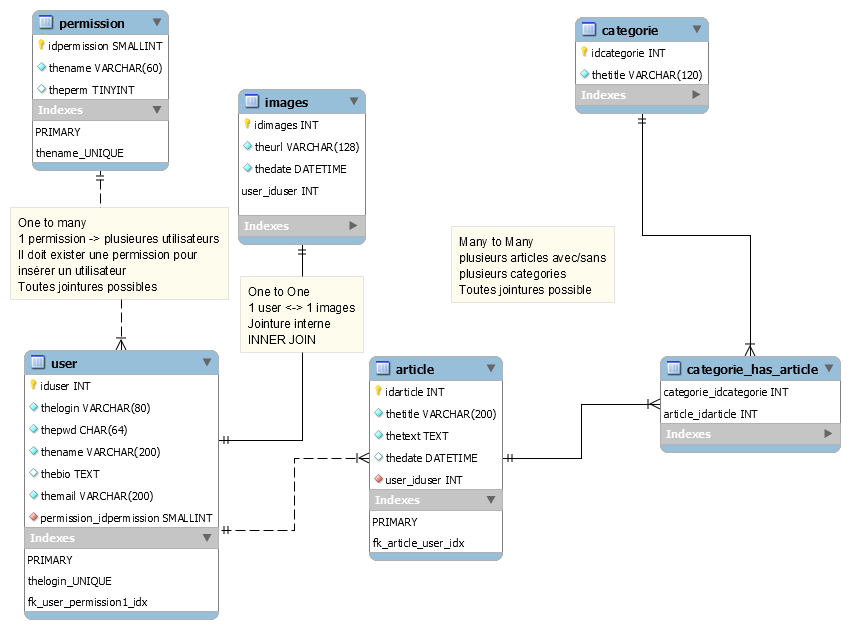 permission
idpermission SMALLINT
thename VARCHAR(60)
theperm TINYINT
Indexes
PRIMARY
thename_UNIQUE
images
idimages INT
theurl VARCHAR(128)
thedate DATETIME
user_iduser INT
Indexes
categorie
idcategorie INT
thetitle VARCHAR(120)
Indexes
One to many
1 permission -> plusieures utilisateurs
Il doit exister une permission pour
insérer un utilisateur
Toutes jointures possibles
One to One
1 user <-> 1 images
Jointure interne
INNER JOIN
Many to Many
plusieurs articles avec/sans
plusieurs categories
Toutes jointures possible
user
iduser INT
thelogin VARCHAR(80)
thepwd CHAR(64)
thename VARCHAR(200)
thebio TEXT
themail VARCHAR(200)
permission_idpermission SMALLINT
Indexes
PRIMARY
thelogin_UNIQUE
fk_user_permission1_idx
article
idarticle INT
thetitle VARCHAR(200)
thetext TEXT
thedate DATETIME
user_iduser INT
Indexes
PRIMARY
fk_article_user_idx
categorie_has_article
categorie_idcategorie INT
article_idarticle INT
Indexes